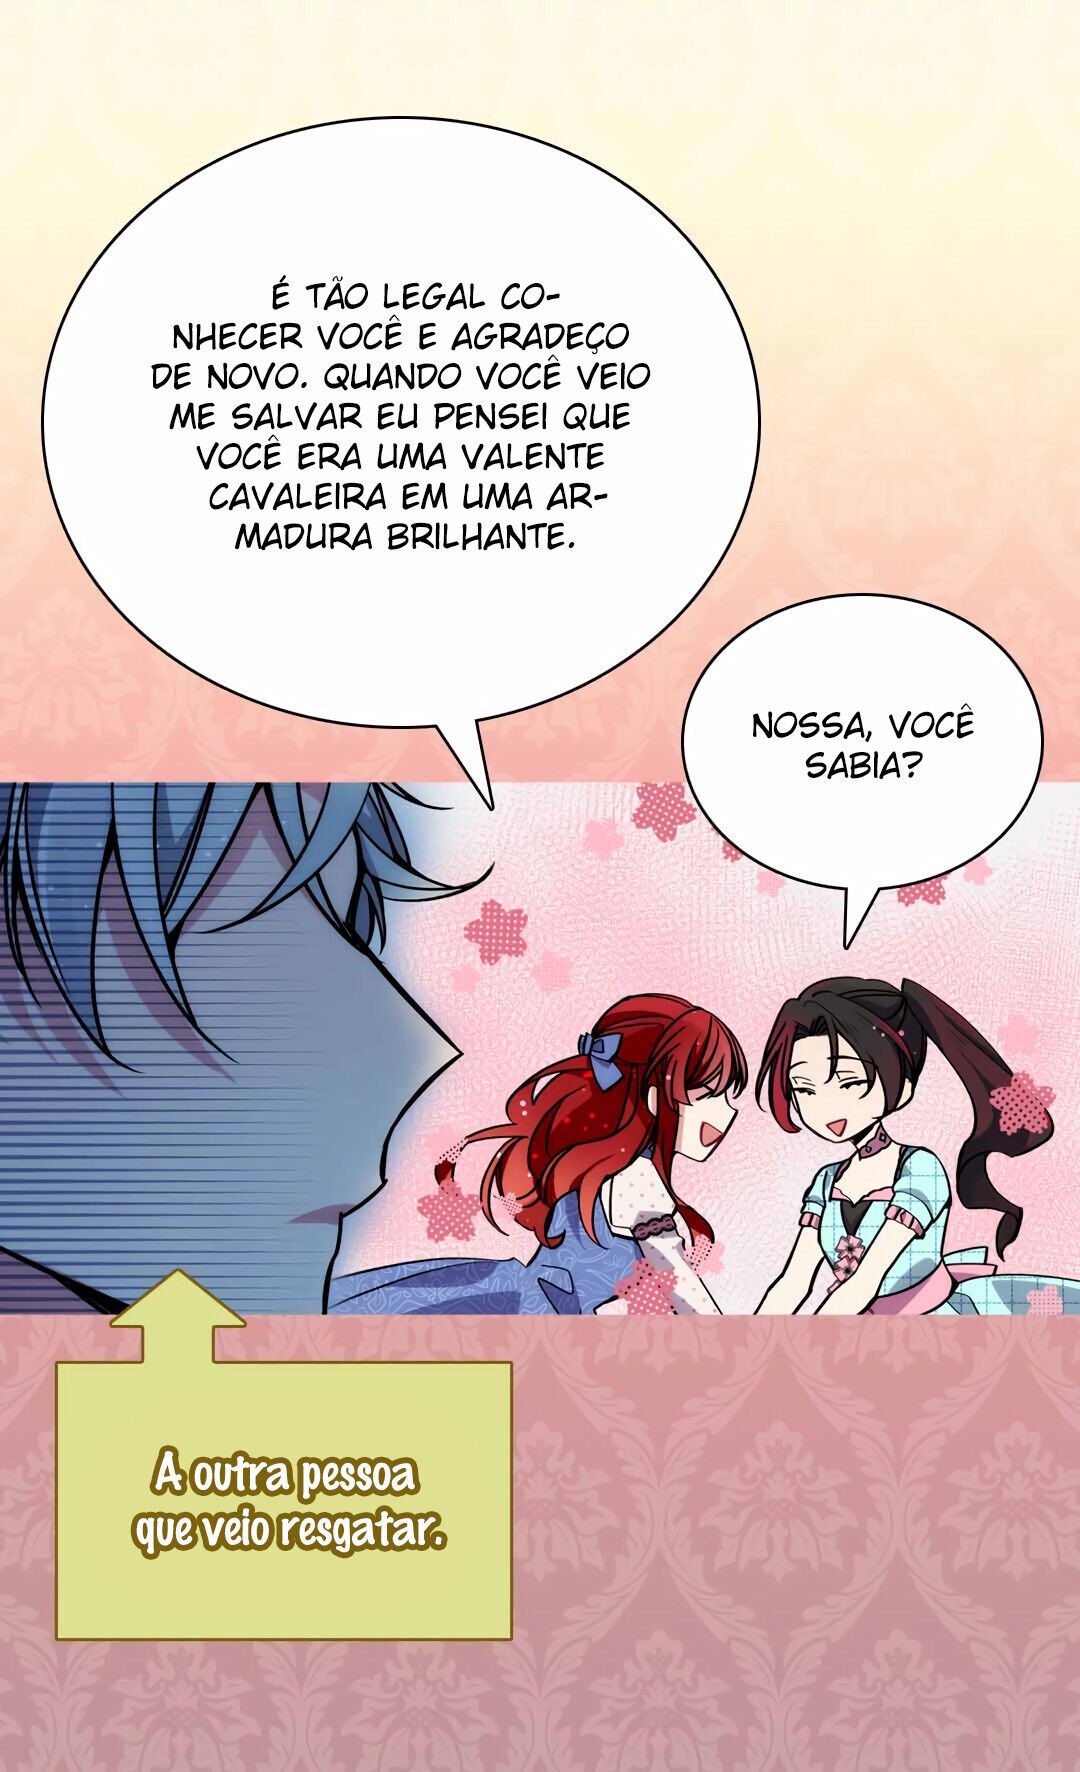 É TÃO LEGAL CO-
NHECER VOCÊ E AGRADEÇO
DE NOVO. QUANDO VOCÊ VEIO
ME SALVAR EU PENSEI QUE
VOCÊ ERA UMA VALENTE
CAVALEIRA EM UMA AR-
MADURA BRILHANTE.
NOSSA, VOCÊ
SABIA?
A outra pessoa
que veio resgatar.